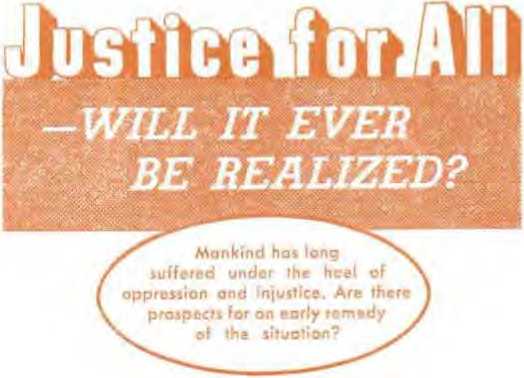 Justice for All
—WILL IT EVER
BE REALIZED?
Mankind has long
suffered under the heel of
oppression and injustice. Are there
prospects for an early remedy
of the situation?